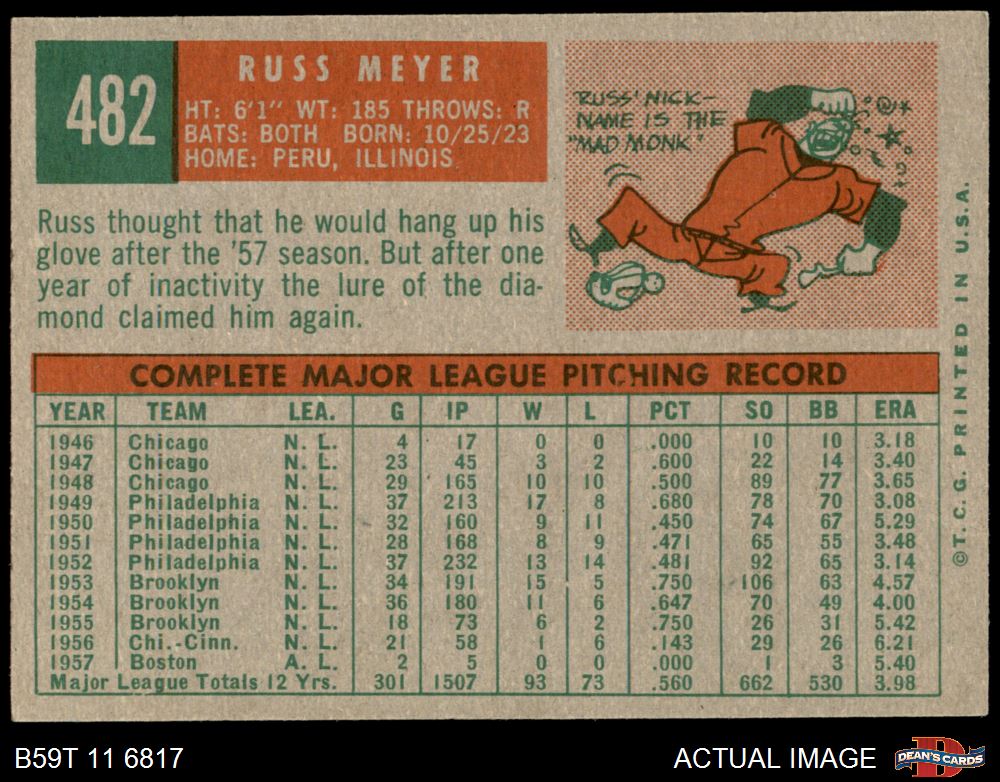 482
RUSS MEYER
HT: 6'1" WT: 185 THROWS: R
BATS: BOTH BORN: 10/25/23
HOME: PERU, ILLINOIS
Russ thought that he would hang up his
glove after the '57 season. But after one
year of inactivity the lure of the dia-
mond claimed him again.
RUSS' NICK-
NAME IS THE
"MAD MONK"
COMPLETE MAJOR LEAGUE PITCHING RECORD
YEAR TEAM LEA. G IP W L PCT SO BB ERA
1946 Chicago N. L. 4 17 0 0 .000 10 10 3.18
1947 Chicago N. L. 23 45 3 2 .600 22 14 3.40
1948 Chicago N. L. 29 165 10 10 .500 89 77 3.65
1949 Philadelphia N. L. 37 213 17 8 .680 78 70 3.08
1950 Philadelphia N. L. 32 160 9 11 .450 74 67 5.29
1951 Philadelphia N. L. 28 168 8 9 .471 65 55 3.48
1952 Philadelphia N. L. 37 232 13 14 .481 92 65 3.14
1953 Brooklyn N. L. 34 191 15 5 .750 106 63 4.57
1954 Brooklyn N. L. 36 180 11 6 .647 70 49 4.00
1955 Brooklyn N. L. 18 73 6 2 .750 26 31 5.42
1956 Chi.-Cinn. N. L. 21 58 1 6 .143 29 26 6.21
1957 Boston A. L. 2 5 0 0 .000 1 3 5.40
Major League Totals 12 Yrs. 301 1507 93 73 .560 662 530 3.98
©T. C. G. PRINTED IN U.S.A.
B59T 11 6817
ACTUAL IMAGE
D
DEAN'S CARDS